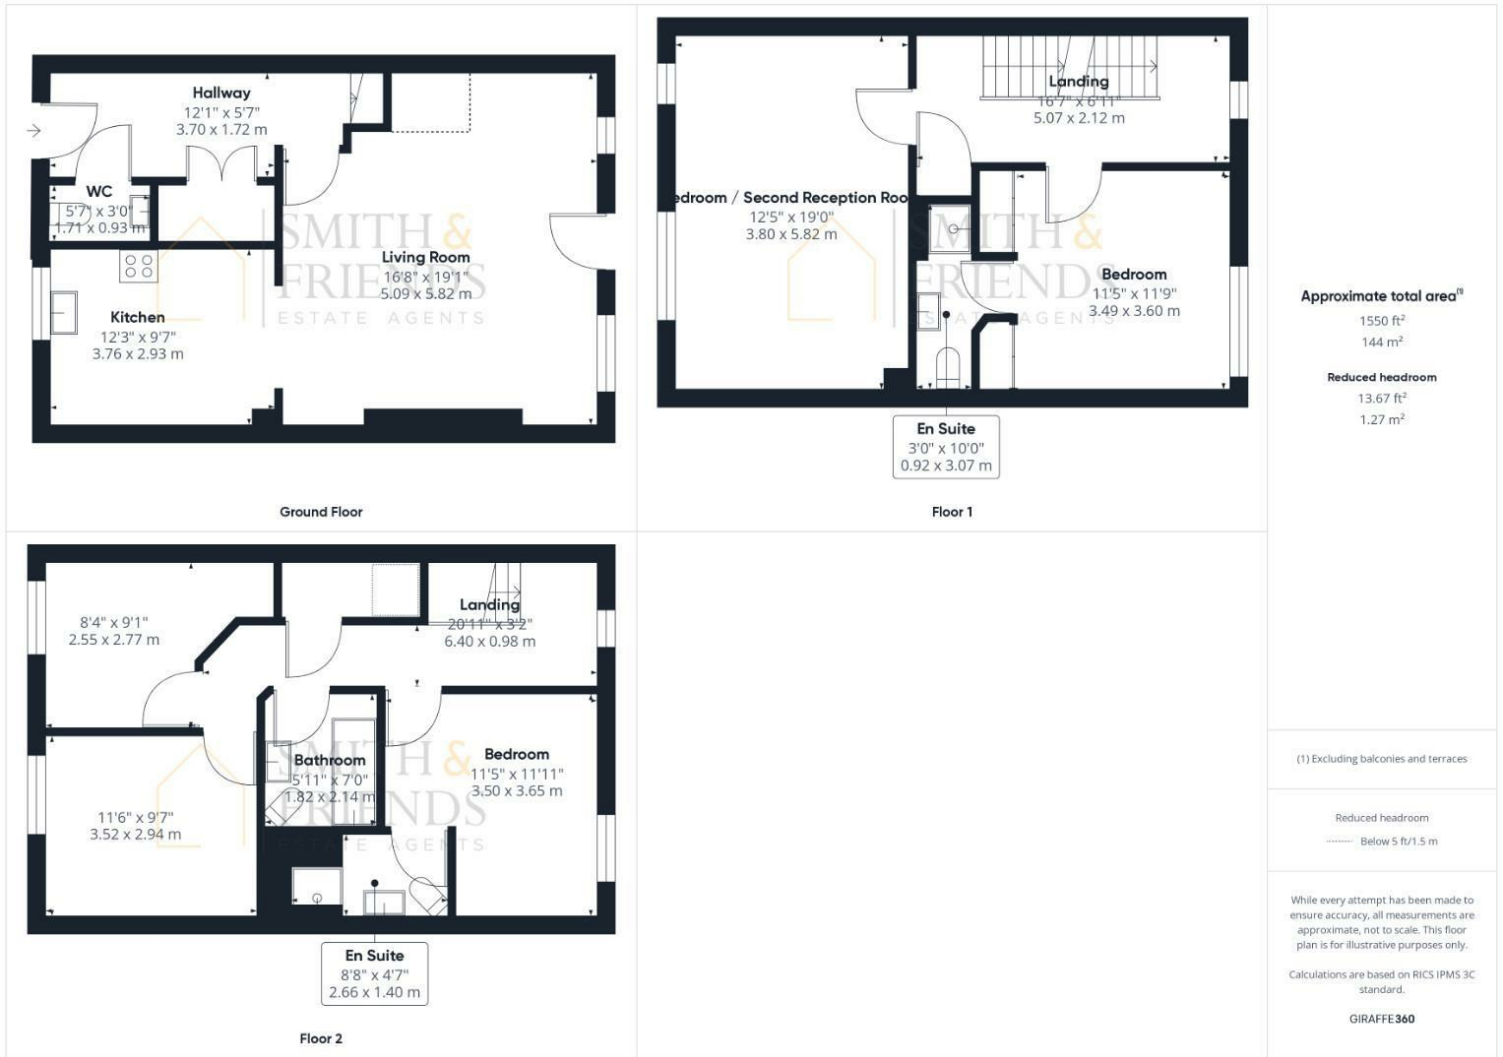 Hallway
12'1" x 5'7"
3.70 x 1.72 m
WC
5'7" x 3'0"
1.71 x 0.93 m
SMITH &
FRIENDS
ESTATE AGENTS
Living Room
16'8" x 19'1"
5.09 x 5.82 m
Kitchen
12'3" x 9'7"
3.76 x 2.93 m
Ground Floor
Landing
16'7" x 6'11"
5.07 x 2.12 m
edroom / Second Reception Roo
12'5" x 19'0"
3.80 x 5.82 m
SMITH &
FRIENDS
ESTATE AGENTS
Bedroom
11'5" x 11'9"
3.49 x 3.60 m
En Suite
3'0" x 10'0"
0.92 x 3.07 m
Floor 1
8'4" x 9'1"
2.55 x 2.77 m
Landing
20'11" x 3'2"
6.40 x 0.98 m
SMITH &
FRIENDS
ESTATE AGENTS
Bathroom
5'11" x 7'0"
1.82 x 2.14 m
Bedroom
11'5" x 11'11"
3.50 x 3.65 m
11'6" x 9'7"
3.52 x 2.94 m
En Suite
8'8" x 4'7"
2.66 x 1.40 m
Floor 2
Approximate total area(1)
1550 ft²
144 m²
Reduced headroom
13.67 ft²
1.27 m²
(1) Excluding balconies and terraces
Reduced headroom
Below 5 ft/1.5 m
While every attempt has been made to
ensure accuracy, all measurements are
approximate, not to scale. This floor
plan is for illustrative purposes only.
Calculations are based on RICS IPMS 3C
standard.
GIRAFFE360